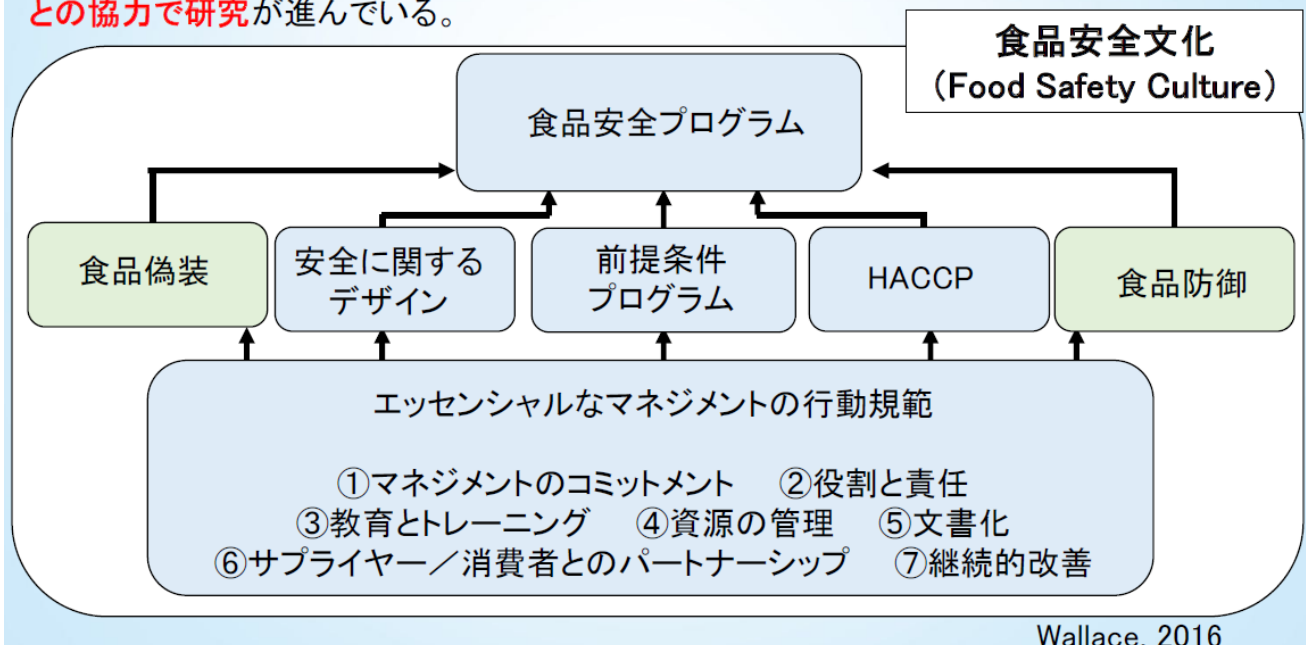 との協力で研究が進んでいる。
食品安全文化
（Food Safety Culture）
食品安全プログラム
食品偽装
安全に関する
デザイン
前提条件
プログラム
HACCP
食品防御
エッセンシャルなマネジメントの行動規範
①マネジメントのコミットメント　②役割と責任
③教育とトレーニング　④資源の管理　⑤文書化
⑥サプライヤー／消費者とのパートナーシップ　⑦継続的改善
Wallace, 2016